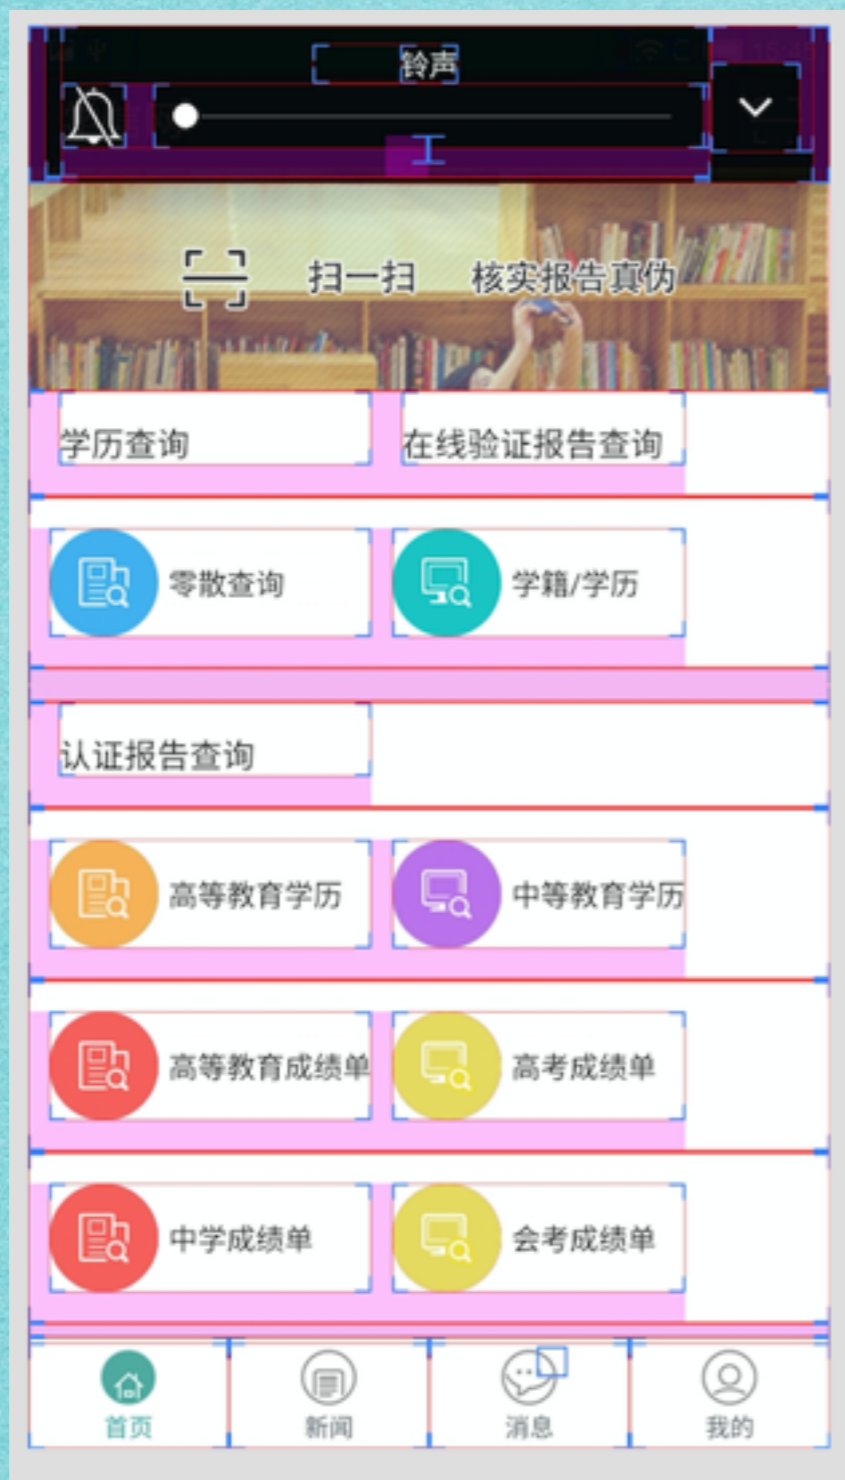 铃声
扫一扫 核实报告真伪
学历查询 在线验证报告查询
零散查询 学籍/学历
认证报告查询
高等教育学历 中等教育学历
高等教育成绩单 高考成绩单
中学成绩单 会考成绩单
首页 新闻 消息 我的